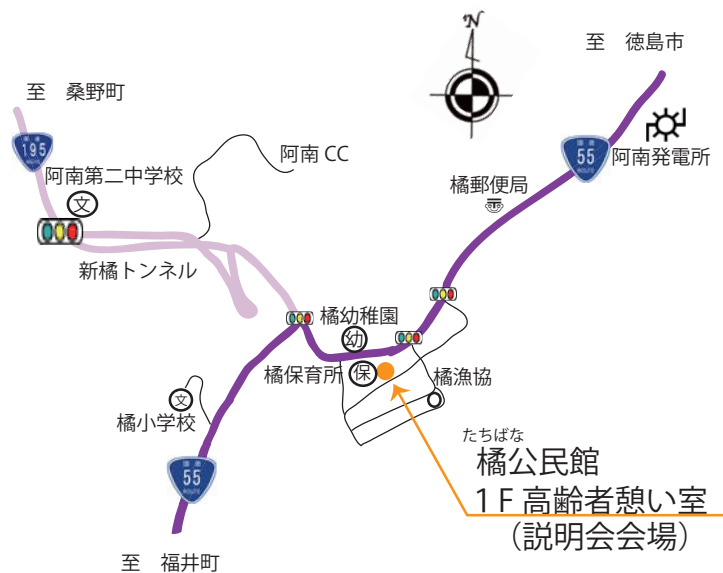 N
至 徳島市
至 桑野町
195
阿南第二中学校
文
阿南 CC
55
ROUTE
阿南発電所
橘郵便局
新橘トンネル
橘幼稚園
幼
橘保育所
保
橘漁協
文
橘小学校
55
ROUTE
至 福井町
たちばな
橘公民館
1F 高齢者憩い室
(説明会会場)